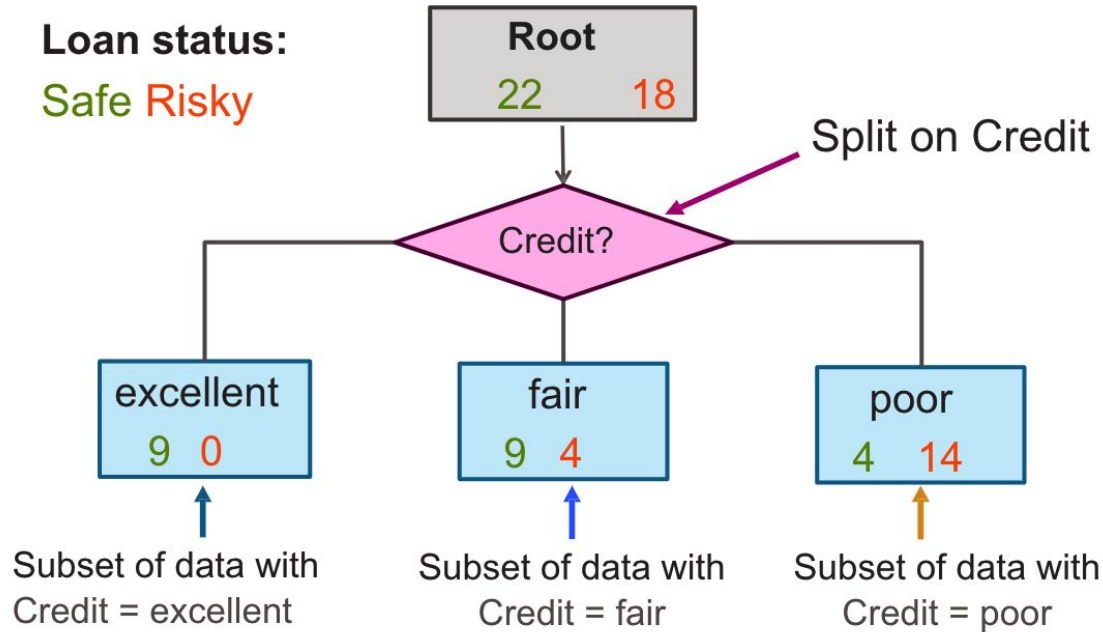 Loan status:
Safe Risky
Root
22 18
Split on Credit
Credit?
excellent
9 0
fair
9 4
poor
4 14
Subset of data with
Credit = excellent
Subset of data with
Credit = fair
Subset of data with
Credit = poor